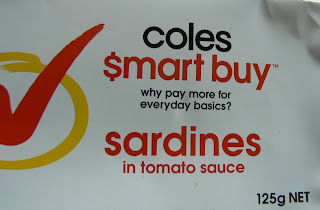 coles
$mart buy™
why pay more for
everyday basics?
sardines
in tomato sauce
125g NET